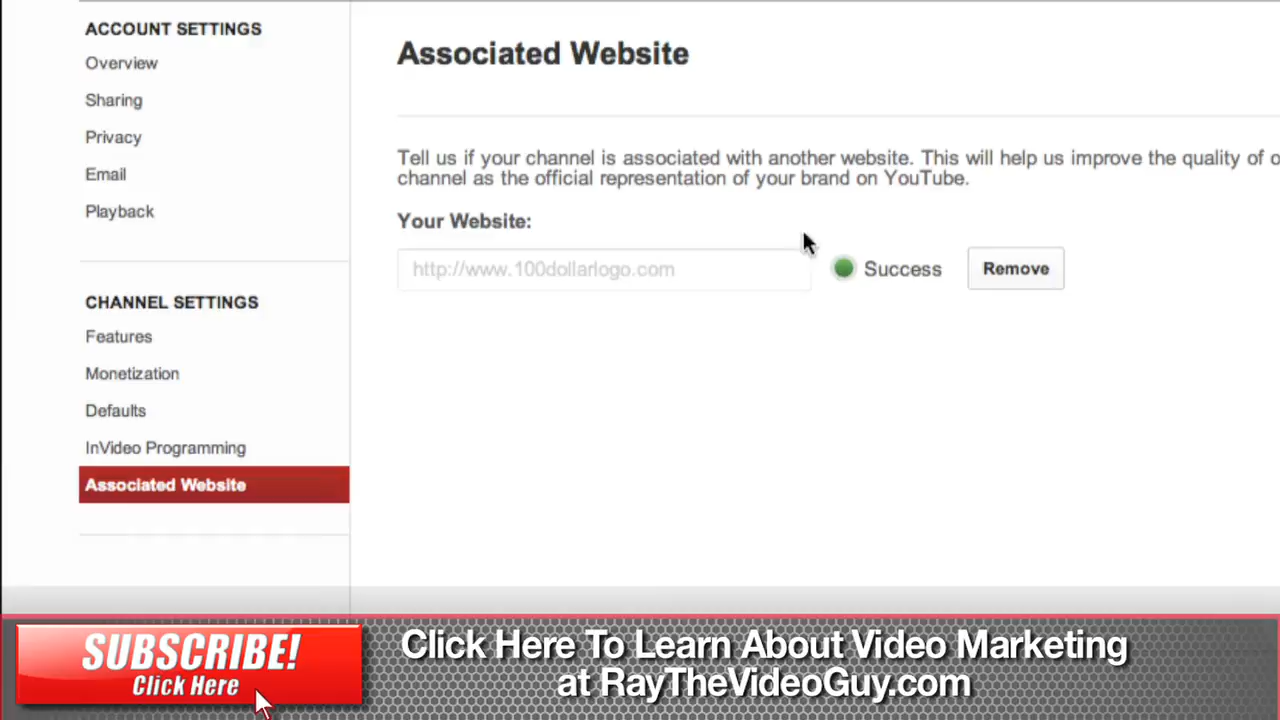 ACCOUNT SETTINGS
Overview
Sharing
Privacy
Email
Playback
CHANNEL SETTINGS
Features
Monetization
Defaults
InVideo Programming
Associated Website
Associated Website
Tell us if your channel is associated with another website. This will help us improve the quality of
channel as the official representation of your brand on YouTube.
Your Website:
http://www.100dollarlogo.com
Success
Remove
SUBSCRIBE!
Click Here
Click Here To Learn About Video Marketing
at RayTheVideoGuy.com